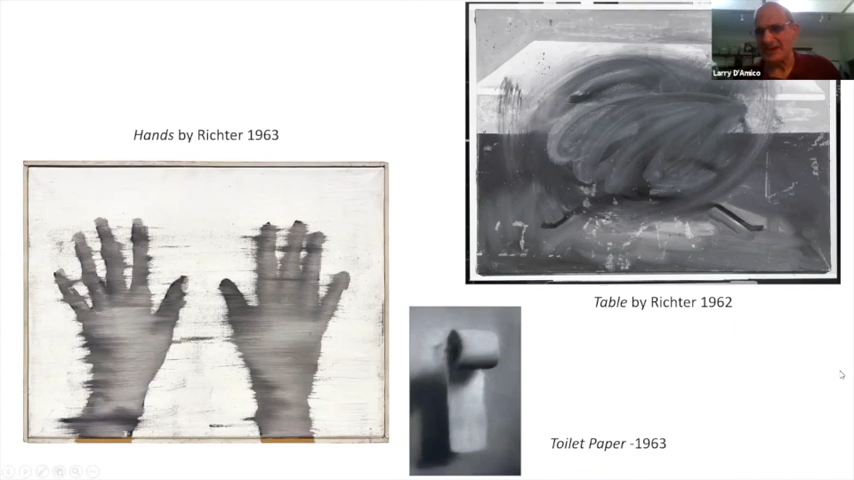 Larry D'Amico
Hands by Richter 1963
Table by Richter 1962
Toilet Paper -1963